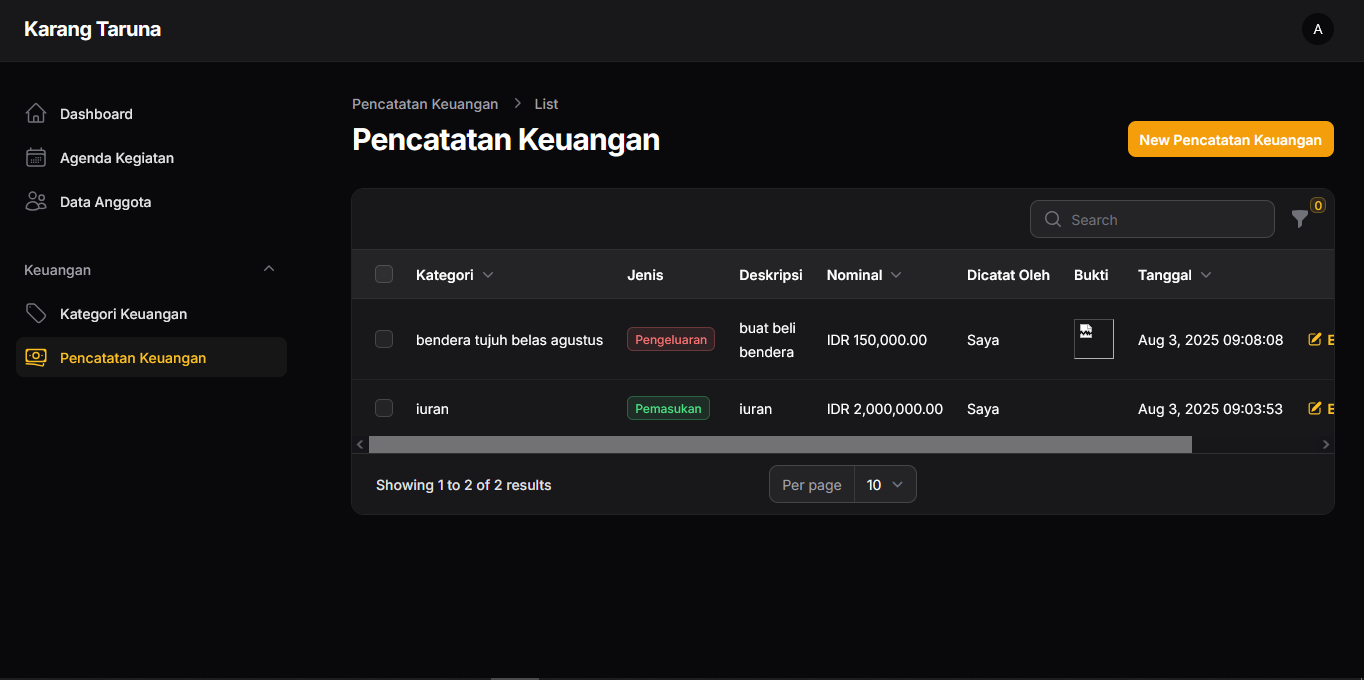 Karang Taruna
A
Dashboard
Agenda Kegiatan
Data Anggota
Keuangan
Kategori Keuangan
Pencatatan Keuangan
Pencatatan Keuangan > List
Pencatatan Keuangan
New Pencatatan Keuangan
Search
0
Kategori Jenis Deskripsi Nominal Dicatat Oleh Bukti Tanggal
bendera tujuh belas agustus Pengeluaran buat beli bendera IDR 150,000.00 Saya Aug 3, 2025 09:08:08 E
iuran Pemasukan iuran IDR 2,000,000.00 Saya Aug 3, 2025 09:03:53 E
Showing 1 to 2 of 2 results
Per page 10